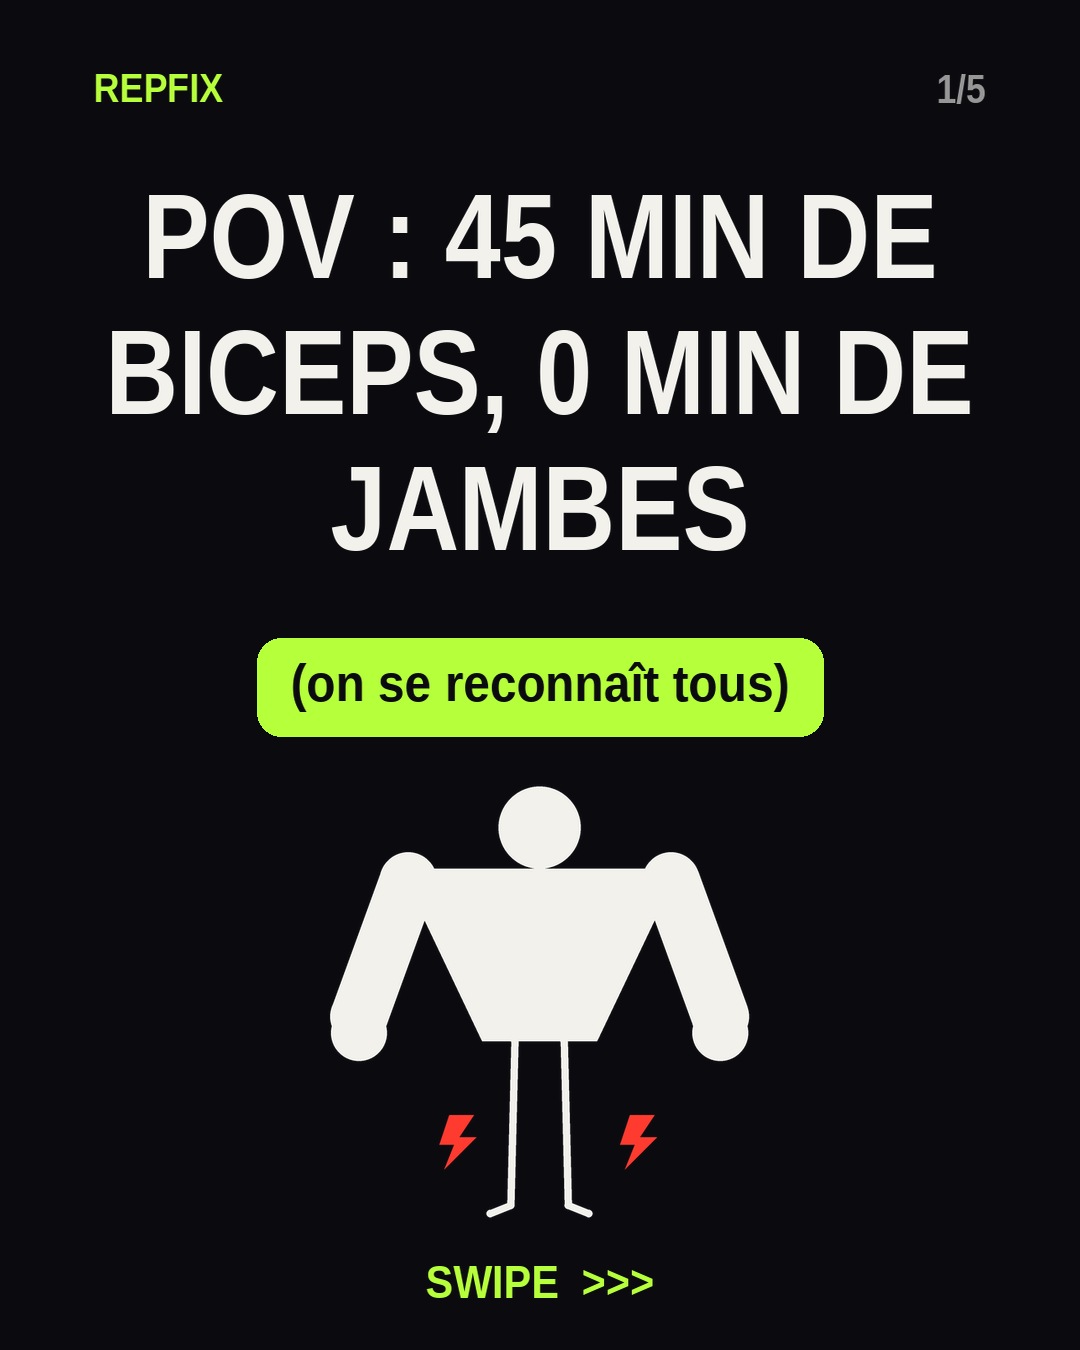 REPFIX
1/5
POV : 45 MIN DE
BICEPS, 0 MIN DE
JAMBES
(on se reconnaît tous)
SWIPE >>>